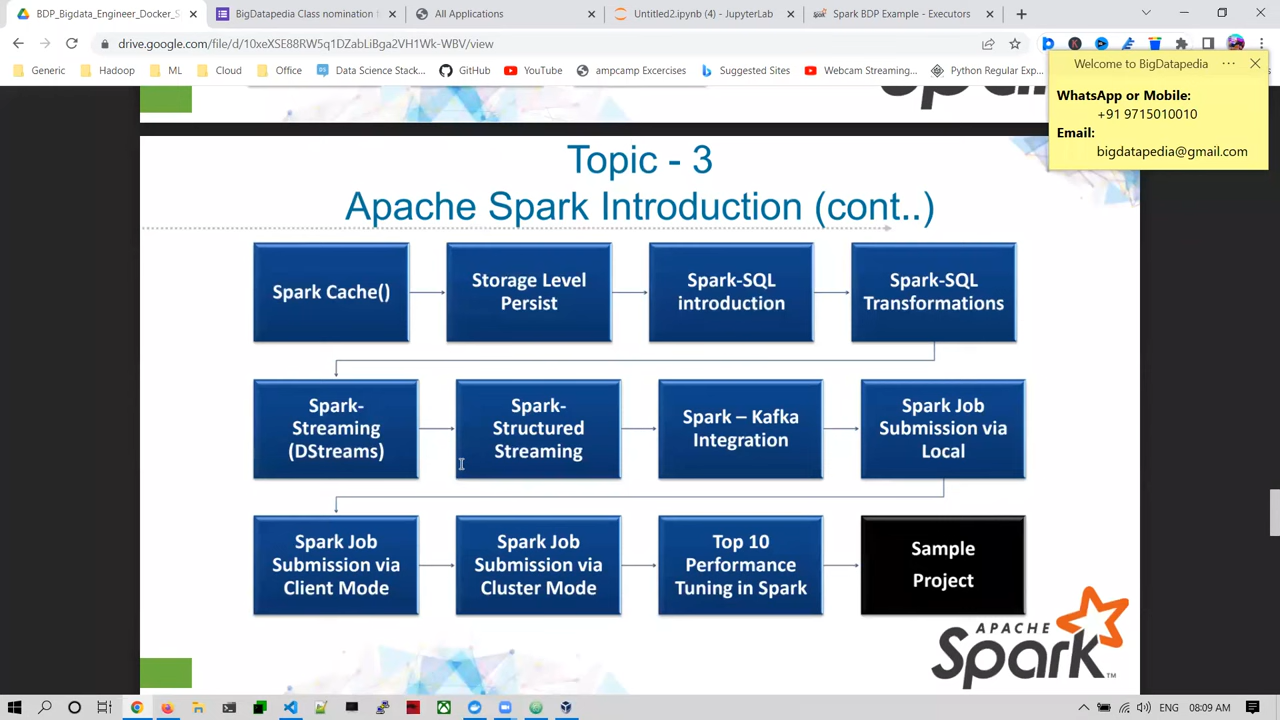 BDP_Bigdata_Engineer_Docker_S
BigDatapedia Class nomination f
All Applications
Untitled2.ipynb (4) - JupyterLab
Spark BDP Example - Executors
drive.google.com/file/d/10xeXSE88RW5q1DZabLiBga2VH1Wk-W8V/view
Generic
Hadoop
ML
Cloud
Office
Data Science Stack...
GitHub
YouTube
ampcamp Excercises
Suggested Sites
Webcam Streaming...
Python Regular Exp...
Welcome to BigDatapedia
WhatsApp or Mobile:
+91 9715010010
Email:
bigdatapedia@gmail.com
Topic - 3
Apache Spark Introduction (cont..)
Spark Cache()
Storage Level
Persist
Spark-SQL
introduction
Spark-SQL
Transformations
Spark-
Streaming
(DStreams)
Spark-
Structured
Streaming
Spark – Kafka
Integration
Spark Job
Submission via
Local
Spark Job
Submission via
Client Mode
Spark Job
Submission via
Cluster Mode
Top 10
Performance
Tuning in Spark
Sample
Project
APACHE
Spark™
ENG
08:09 AM